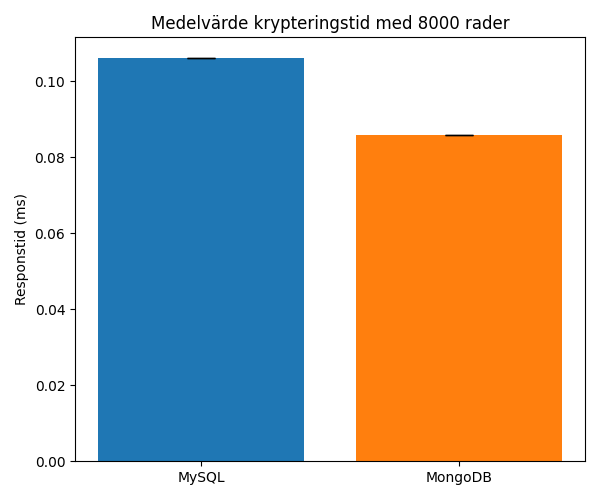 Medelvärde krypteringstid med 8000 rader
Responstid (ms)
0.10
0.08
0.06
0.04
0.02
0.00
MySQL
MongoDB